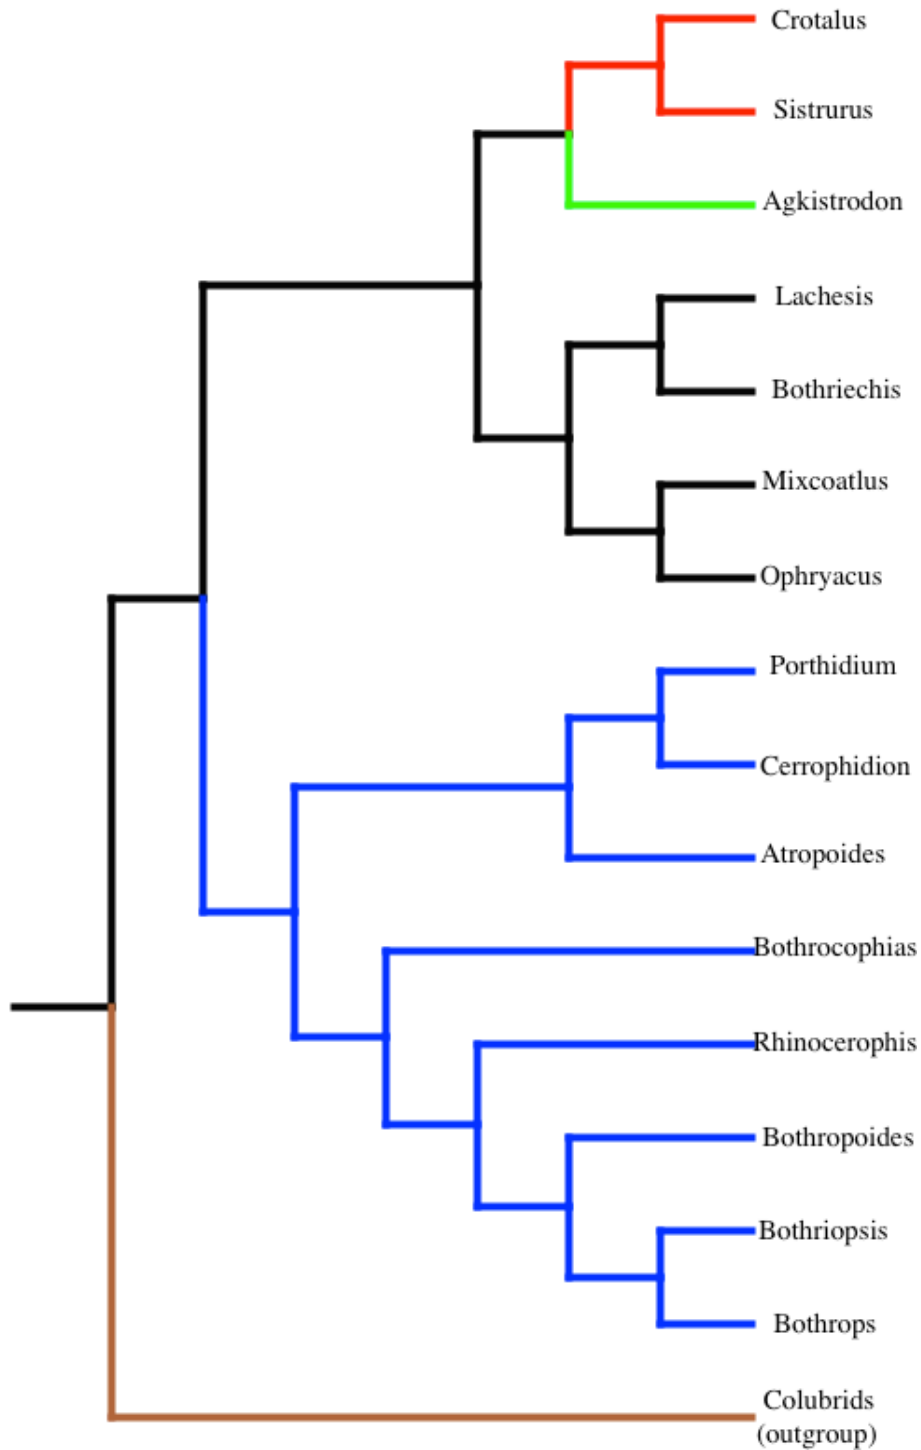 Crotalus
Sistrurus
Agkistrodon
Lachesis
Bothriechis
Mixcoatlus
Ophryacus
Porthidium
Cerrophidion
Atropoides
Bothrocophias
Rhinocerophis
Bothropoides
Bothriopsis
Bothrops
Colubrids
(outgroup)